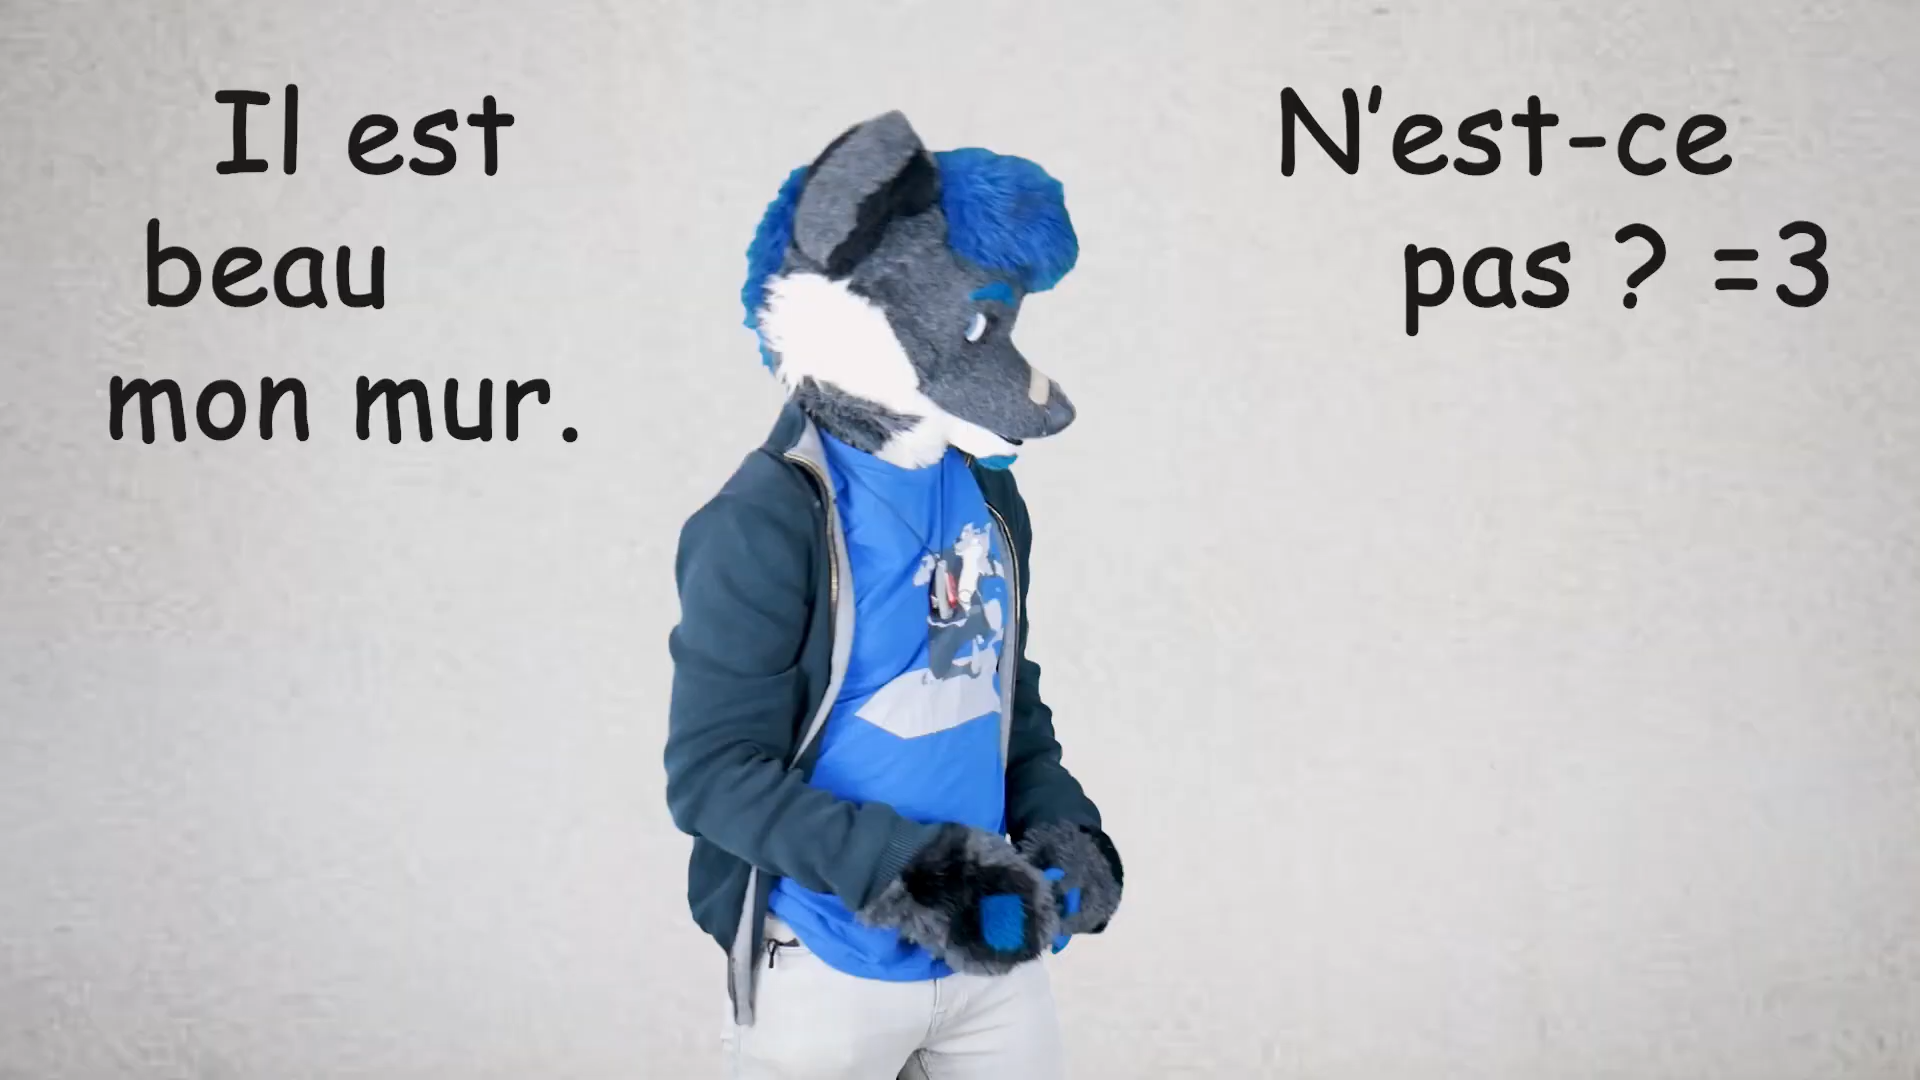 Il est
beau
mon mur.
N'est-ce
pas ? =3